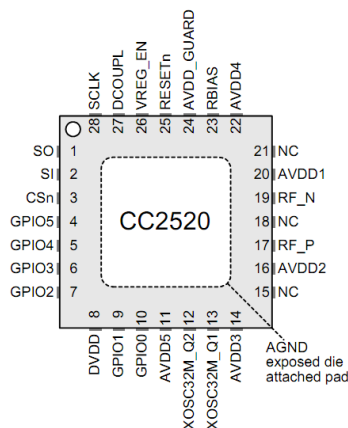 SCLK
DCOUPL
VREG_EN
RESETn
AVDD_GUARD
RBIAS
AVDD4
28 27 26 25 24 23 22
SO 1
SI 2
CSn 3
GPIO5 4
GPIO4 5
GPIO3 6
GPIO2 7
CC2520
21 NC
20 AVDD1
19 RF_N
18 NC
17 RF_P
16 AVDD2
15 NC
8 9 10 11 12 13 14
DVDD
GPIO1
GPIO0
AVDD5
XOSC32M_Q2
XOSC32M_Q1
AVDD3
AGND
exposed die
attached pad